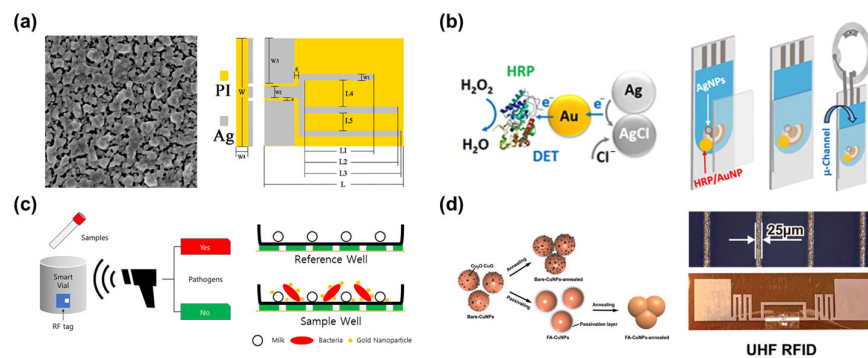 (a)
PI
Ag
W
W4
W3
g
W2
W1
L4
L5
L1
L2
L3
L
(b)
H2O2
H2O
HRP
DET
e−
Au
e−
Ag
AgCl
Cl−
AgNPs
HRP/AuNP
µ-Channel
(c)
Samples
Smart
Vial
RF tag
Yes
Pathogens
No
Reference Well
Sample Well
Milk
Bacteria
Gold Nanoparticle
(d)
Cu2O CuO
Bare-CuNPs
Annealing
Bare-CuNPs-annealed
Passivating
Passivation layer
FA-CuNPs
Annealing
FA-CuNPs-annealed
25µm
UHF RFID